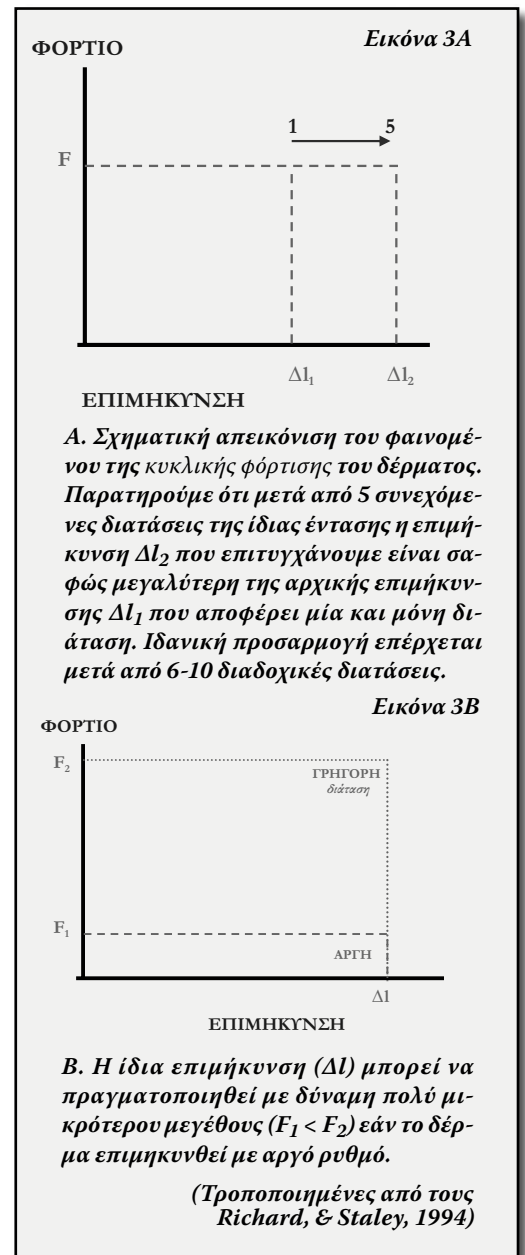 Εικόνα 3Α
ΦΟΡΤΙΟ
1 5
F
Δl₁ Δl₂
ΕΠΙΜΗΚΥΝΣΗ
Α. Σχηματική απεικόνιση του φαινομέ-
νου της κυκλικής φόρτισης του δέρματος.
Παρατηρούμε ότι μετά από 5 συνεχόμε-
νες διατάσεις της ίδιας έντασης η επιμή-
κυνση Δl₂ που επιτυγχάνουμε είναι σα-
φώς μεγαλύτερη της αρχικής επιμήκυν-
σης Δl₁ που αποφέρει μία και μόνη δι-
άταση. Ιδανική προσαρμογή επέρχεται
μετά από 6-10 διαδοχικές διατάσεις.
Εικόνα 3Β
ΦΟΡΤΙΟ
F₂
ΓΡΗΓΟΡΗ
διάταση
F₁
ΑΡΓΗ
Δl
ΕΠΙΜΗΚΥΝΣΗ
Β. Η ίδια επιμήκυνση (Δl) μπορεί να
πραγματοποιηθεί με δύναμη πολύ μι-
κρότερου μεγέθους (F₁ < F₂) εάν το δέρ-
μα επιμηκυνθεί με αργό ρυθμό.
(Τροποποιημένες από τους
Richard, & Staley, 1994)